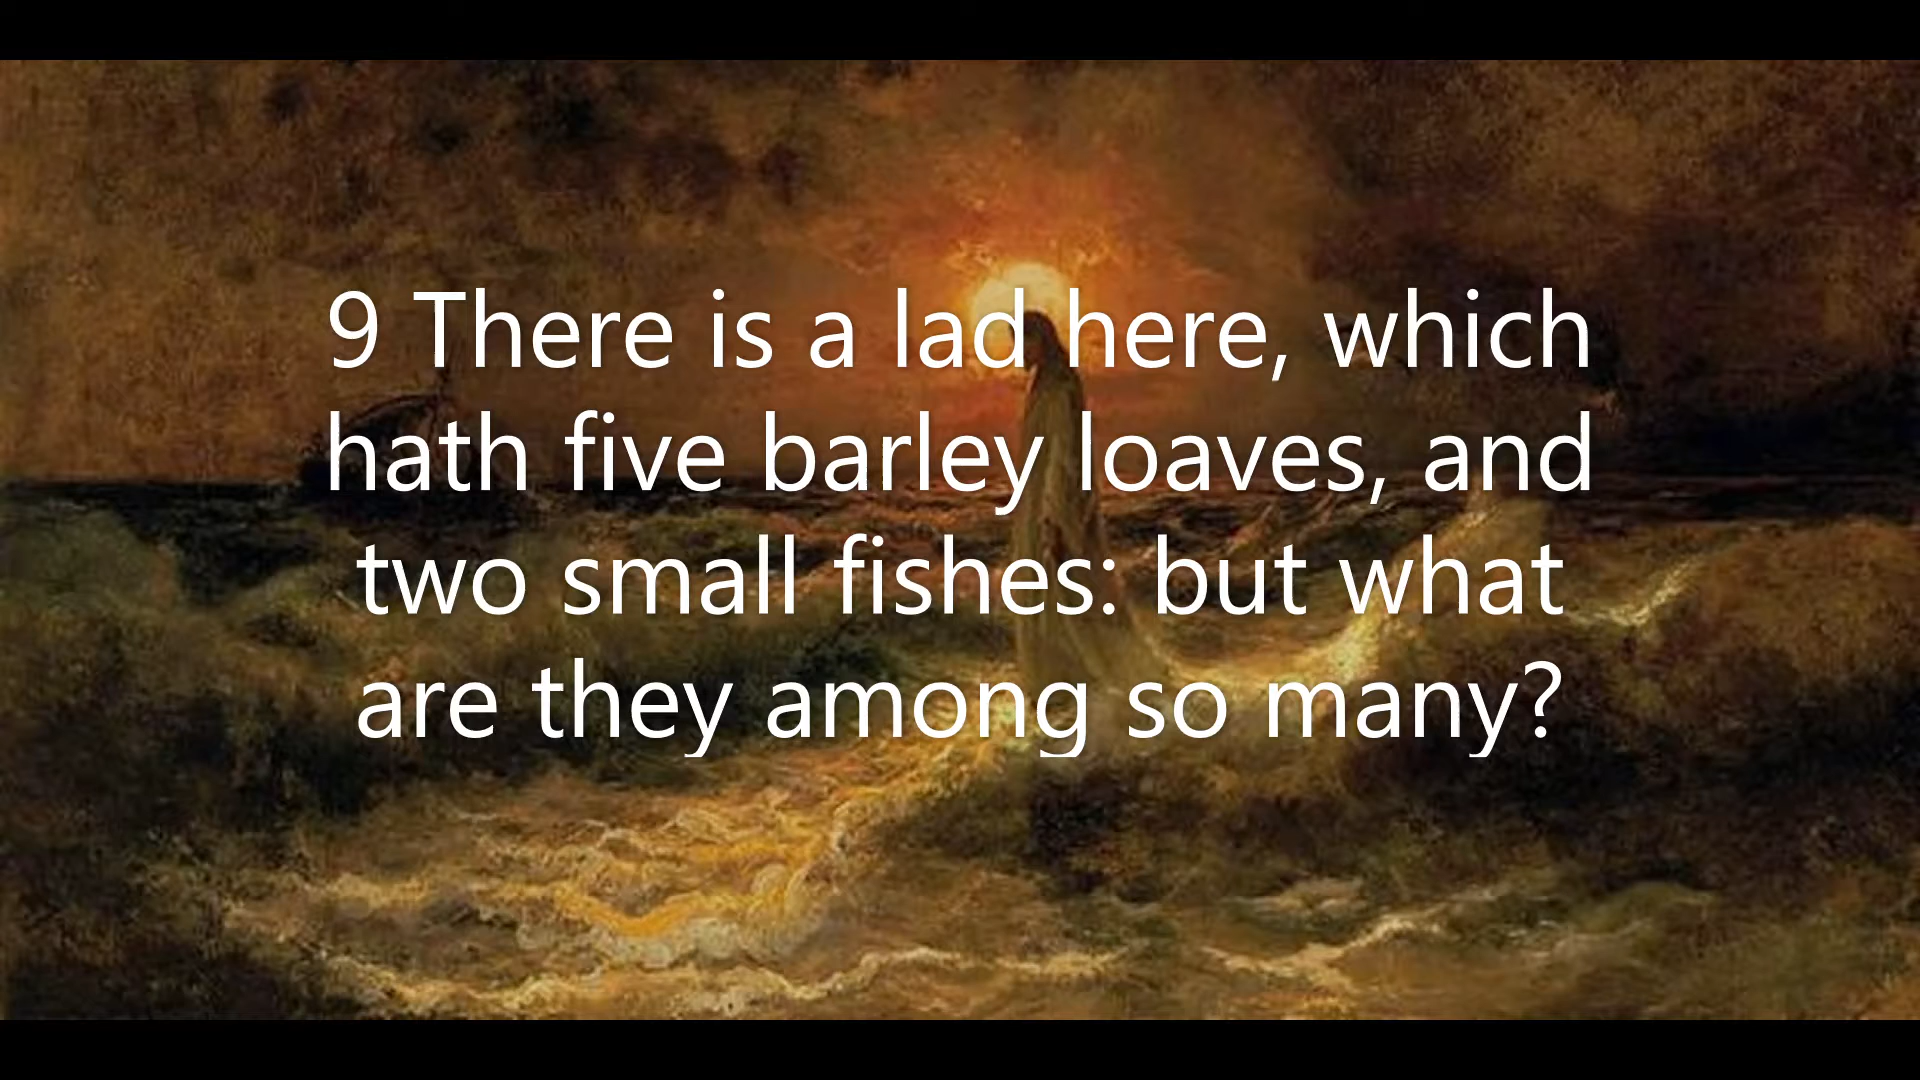 9 There is a lad here, which
hath five barley loaves, and
two small fishes: but what
are they among so many?